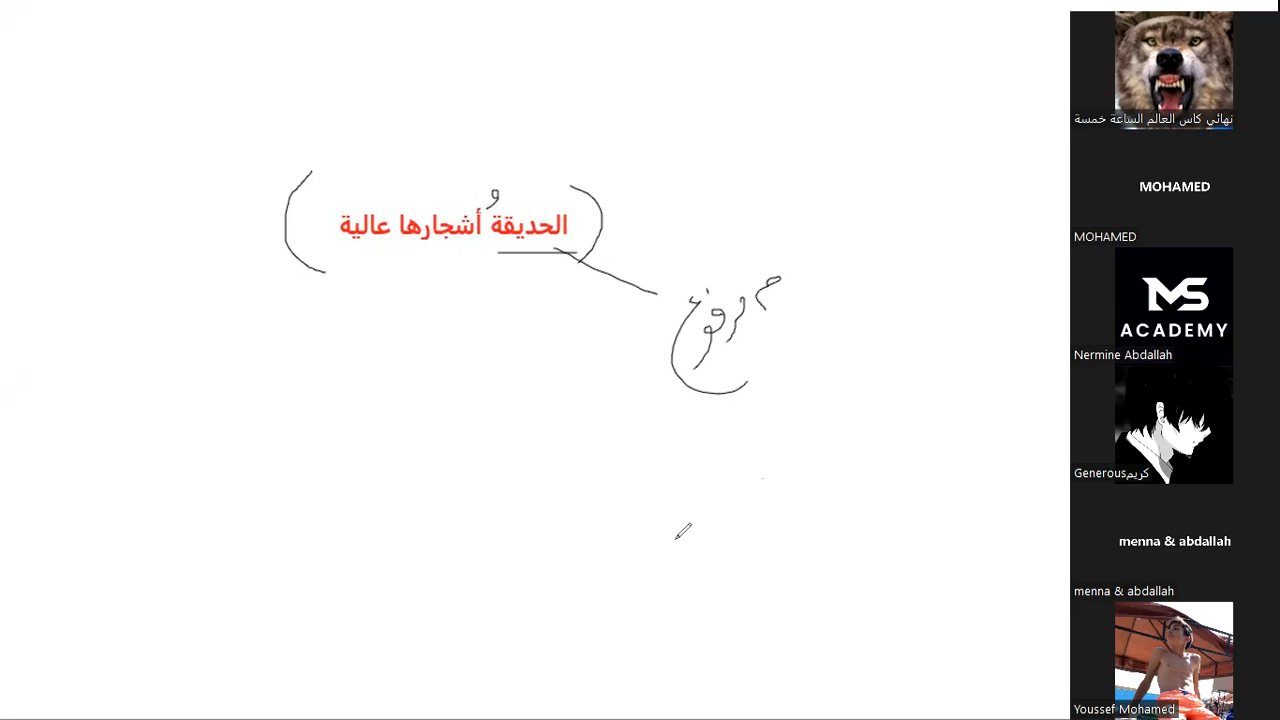 الحديقة أشجارها عالية
م مرفوع
نهائي كاس العالم الساعة خمسة
MOHAMED
MOHAMED
MS
ACADEMY
Nermine Abdallah
Generousكريم
menna & abdallah
menna & abdallah
Youssef Mohamed